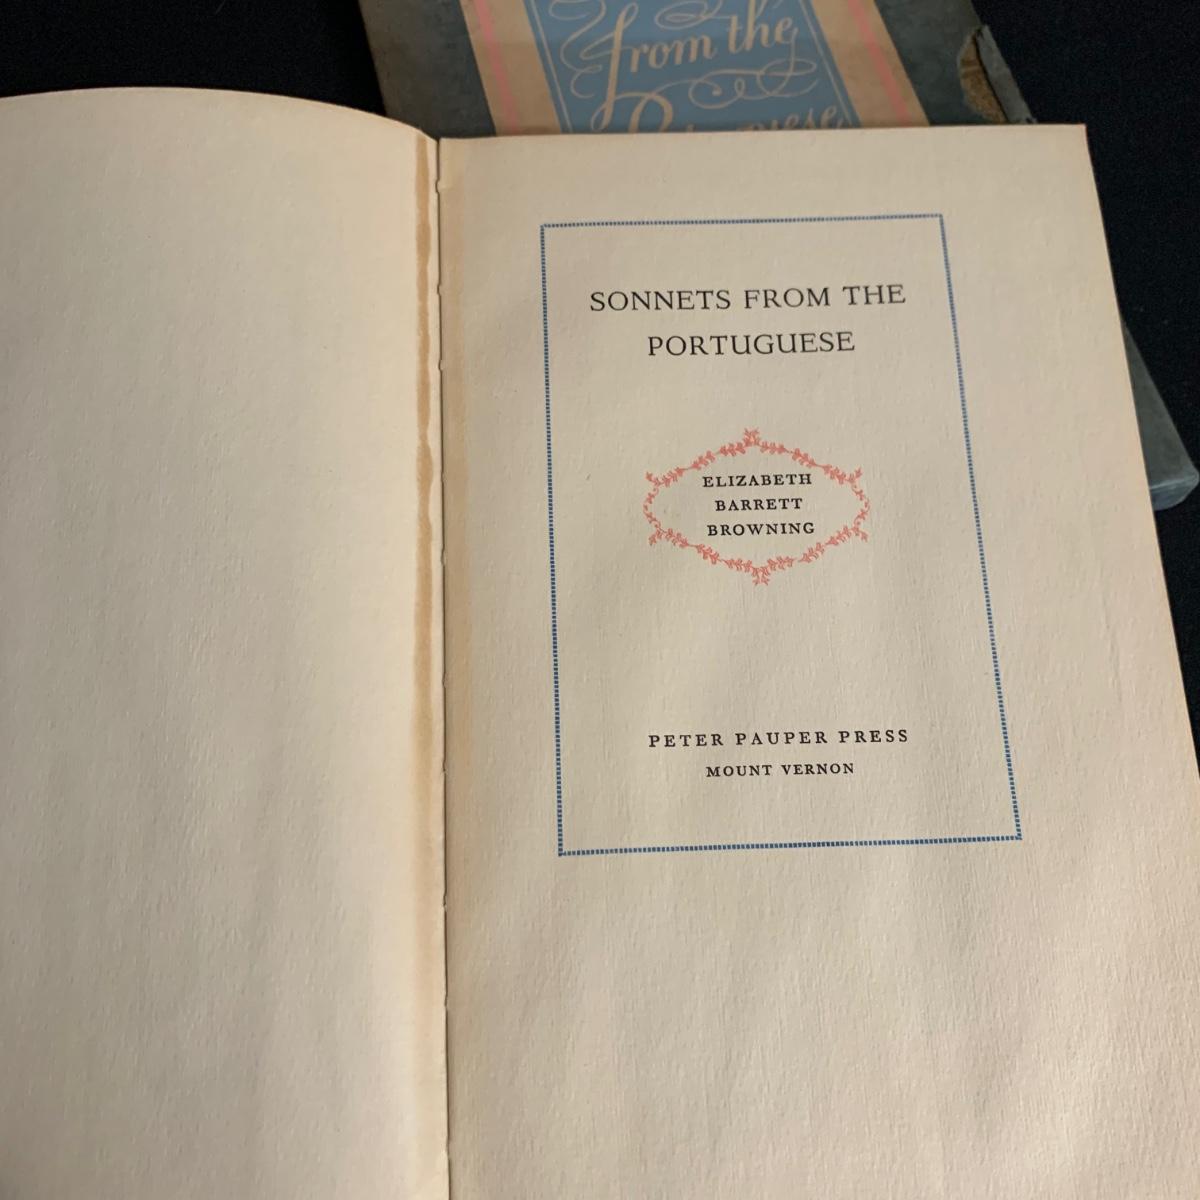 from the
SONNETS FROM THE
PORTUGUESE
ELIZABETH
BARRETT
BROWNING
PETER PAUPER PRESS
MOUNT VERNON